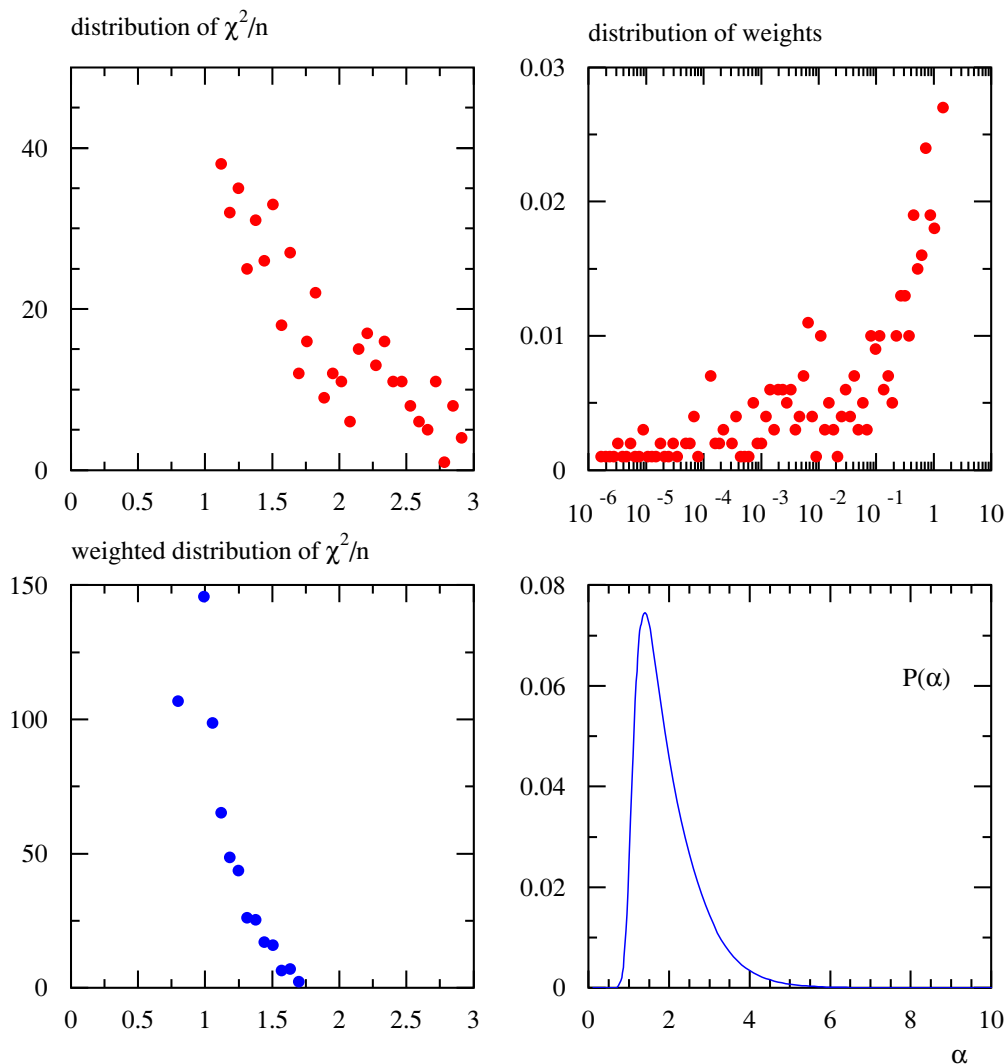 distribution of χ²/n
40
20
0
0 0.5 1 1.5 2 2.5 3
distribution of weights
0.03
0.02
0.01
0
10⁻⁶ 10⁻⁵ 10⁻⁴ 10⁻³ 10⁻² 10⁻¹ 1 10
weighted distribution of χ²/n
150
100
50
0
0 0.5 1 1.5 2 2.5 3
0.08
0.06
0.04
0.02
0
P(α)
0 2 4 6 8 10
α